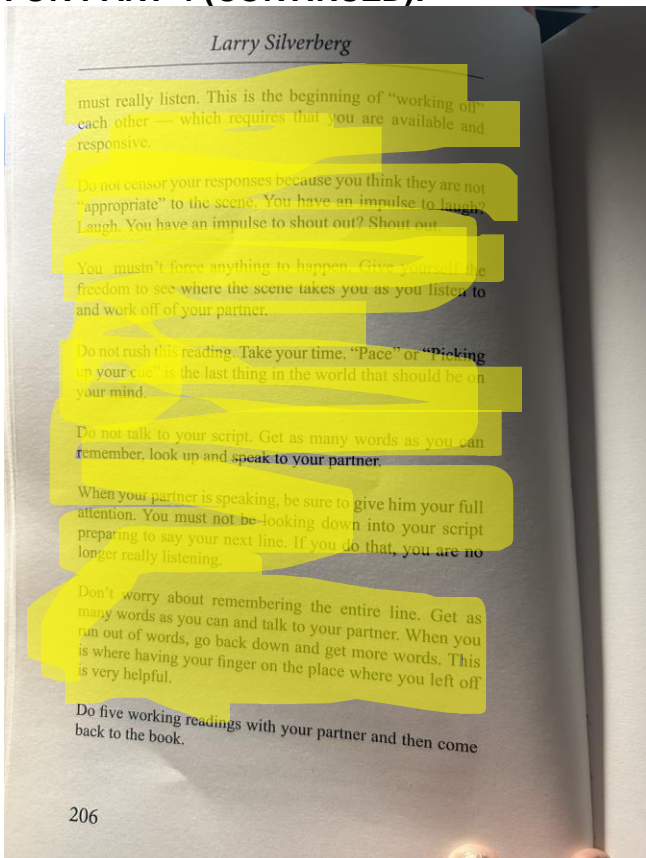 Larry Silverberg
must really listen. This is the beginning of “working off”
each other — which requires that you are available and
responsive.
Do not censor your responses because you think they are not
“appropriate” to the scene. You have an impulse to laugh?
Laugh. You have an impulse to shout out? Shout out.
You mustn’t force anything to happen. Give yourself the
freedom to see where the scene takes you as you listen to
and work off of your partner.
Do not rush this reading. Take your time. “Pace” or “Picking
up your cue” is the last thing in the world that should be on
your mind.
Do not talk to your script. Get as many words as you can
remember, look up and speak to your partner.
When your partner is speaking, be sure to give him your full
attention. You must not be looking down into your script
preparing to say your next line. If you do that, you are no
longer really listening.
Don’t worry about remembering the entire line. Get as
many words as you can and talk to your partner. When you
run out of words, go back down and get more words. This
is where having your finger on the place where you left off
is very helpful.
Do five working readings with your partner and then come
back to the book.
206